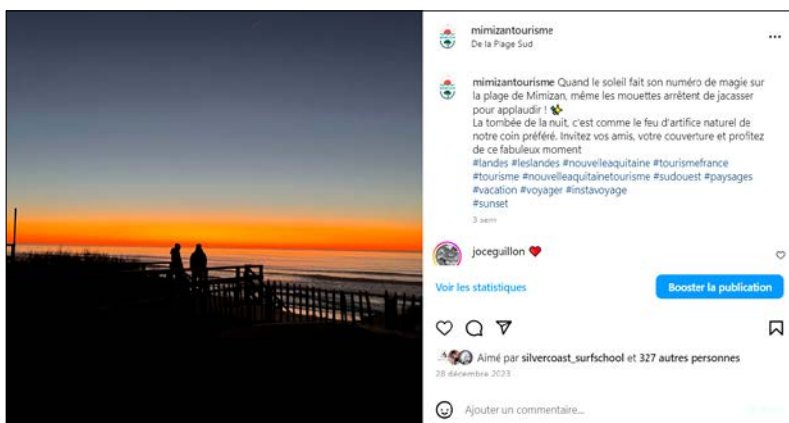 mimizantourisme
De la Plage Sud
mimizantourisme Quand le soleil fait son numéro de magie sur
la plage de Mimizan, même les mouettes arrêtent de jacasser
pour applaudir !
La tombée de la nuit, c'est comme le feu d'artifice naturel de
notre coin préféré. Invitez vos amis, votre couverture et profitez
de ce fabuleux moment
#landes #leslandes #nouvelleaquitaine #tourismefrance
#tourisme #nouvelleaquitainetourisme #sudouest #paysages
#vacation #voyager #instavoyage
#sunset
3 sem
joceguillon
Voir les statistiques
Booster la publication
Aimé par silvercoast_surfschool et 327 autres personnes
28 décembre 2023
Ajouter un commentaire...